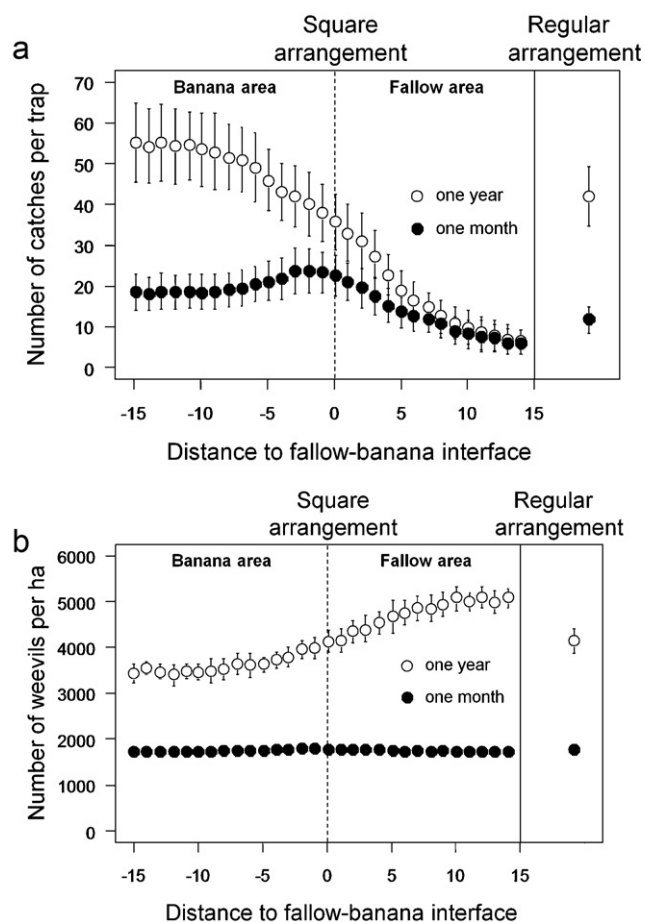 Square arrangement
Regular arrangement
a
Banana area
Fallow area
Number of catches per trap
70
60
50
40
30
20
10
0
one year
one month
-15
-10
-5
0
5
10
15
Distance to fallow-banana interface
Square arrangement
Regular arrangement
b
Banana area
Fallow area
Number of weevils per ha
6000
5000
4000
3000
2000
1000
0
one year
one month
-15
-10
-5
0
5
10
15
Distance to fallow-banana interface